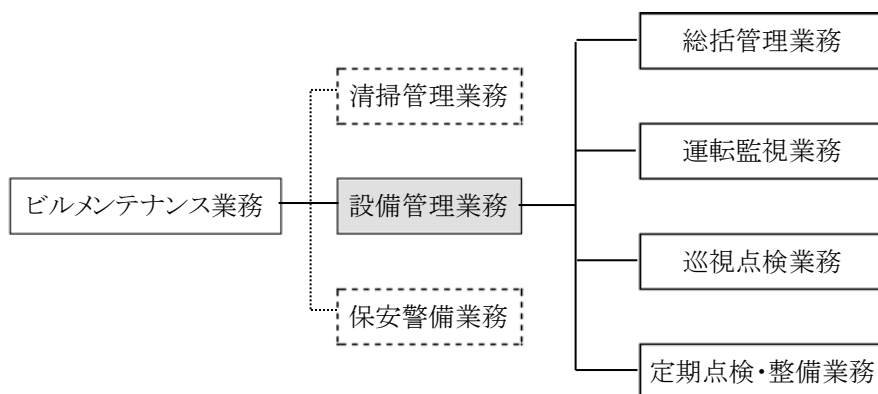 ビルメンテナンス業務
清掃管理業務
設備管理業務
保安警備業務
総括管理業務
運転監視業務
巡視点検業務
定期点検・整備業務